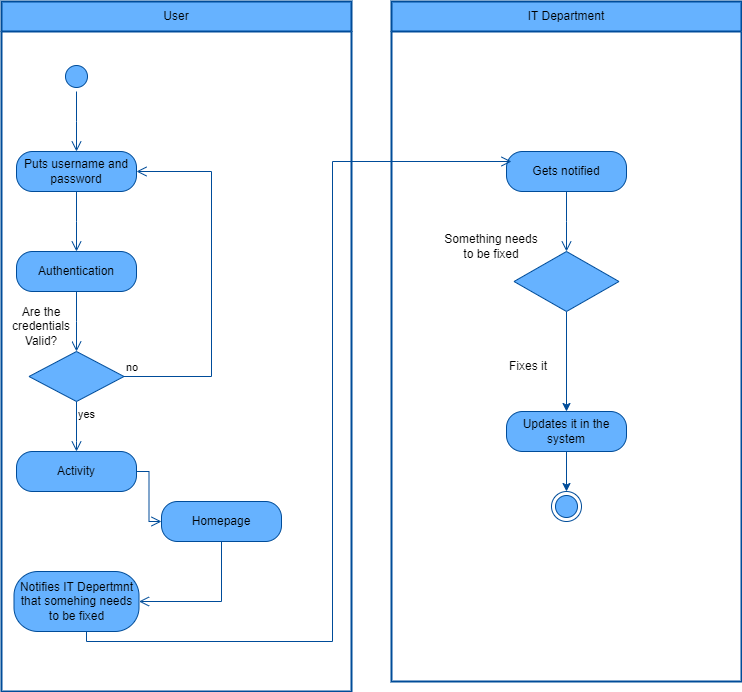 User
IT Department
Puts username and
password
Authentication
Are the
credentials
Valid?
no
yes
Activity
Homepage
Notifies IT Depertmnt
that somehing needs
to be fixed
Gets notified
Something needs
to be fixed
Fixes it
Updates it in the
system